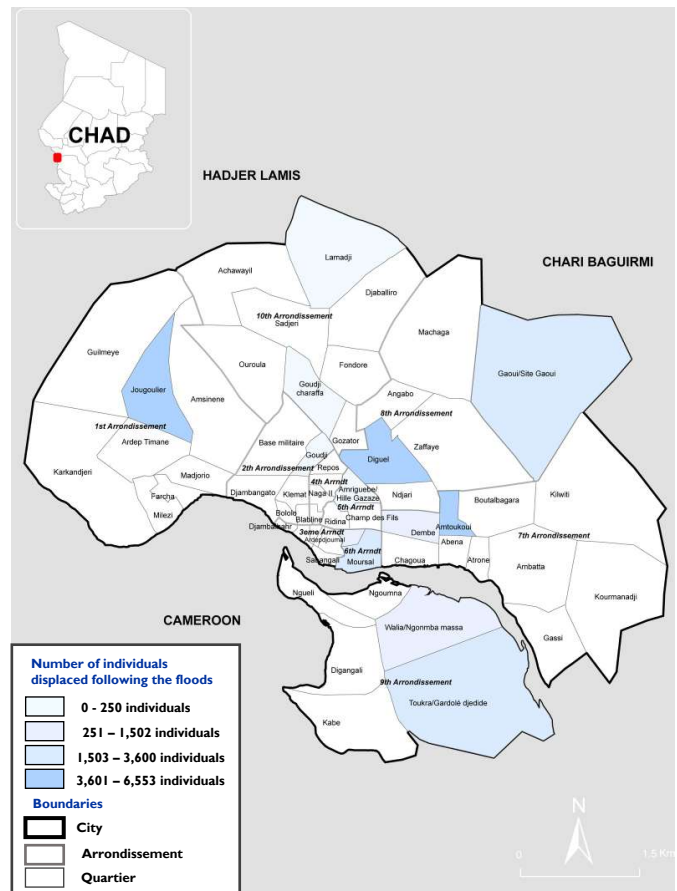 CHAD
HADJER LAMIS
CHARI BAGUIRMI
Lamadji
Achawayil
Djaballiro
10th Arrondissement
Sadjeri
Machaga
Guilmeye
Gaoui/Site Gaoui
Ouroula
Fondore
Jougoulier
Goudji
charaffa
Amsinene
Angabo
8th Arrondissement
1st Arrondissement
Ardep Timane
Base militaire
Gozator
Zaffaye
Goudji
Diguel
Karkandjeri
2nd Arrondissement
Repos
Madjorio
4th Arrndt
Djambangato
Klemat
Naga II
Amriguebe/
Hille Gazaze
Ndjari
Boutalbagara
Kilwiti
Farcha
5th Arrndt
Milezi
Bololo
Blabline
Ridina
Champ des Fils
Djambalbahr
Amtoukoui
3eme Arrndt
Dembe
7th Arrondissement
Ardepdjoumal
Abena
6th Arrndt
Sabangali
Moursal
Chagoua
Atrone
Ambatta
Ngueli
Ngoumna
Kourmanadji
CAMEROON
Walia/Ngonmba massa
Gassi
Digangali
9th Arrondissement
Toukra/Gardolé djedide
Kabe
Number of individuals
displaced following the floods
0 - 250 individuals
251 – 1,502 individuals
1,503 – 3,600 individuals
3,601 – 6,553 individuals
Boundaries
City
Arrondissement
Quartier
N
0 1.5 Km